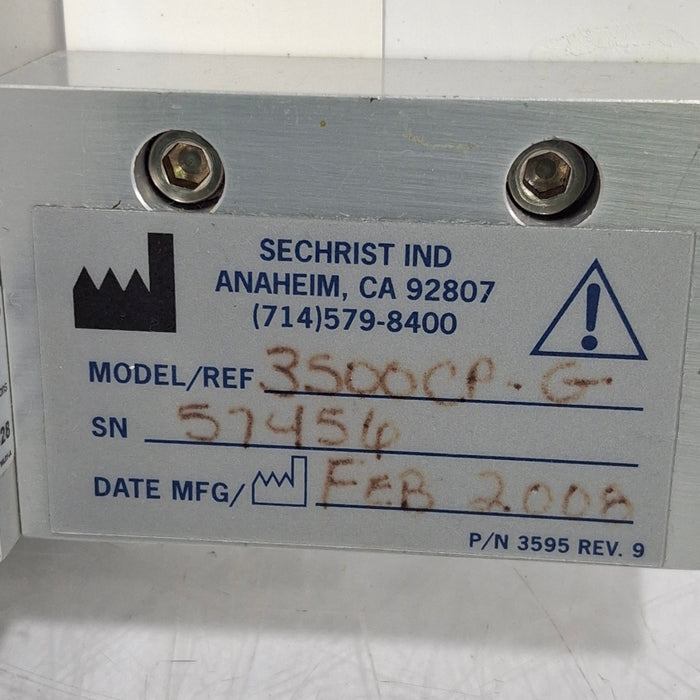 SECHRIST IND
ANAHEIM, CA 92807
(714)579-8400
MODEL/REF 3500CP-G
SN 57456
DATE MFG/ FEB 2008
P/N 3595 REV. 9
28